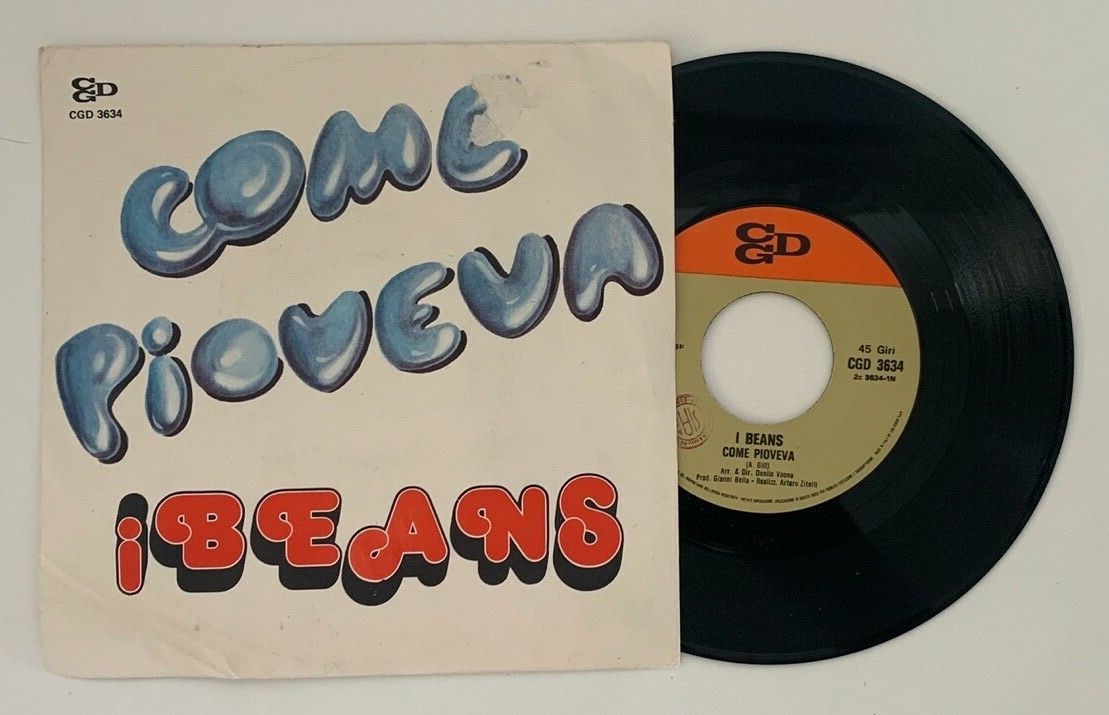 CGD
CGD 3634
COME
PIOVEVA
i BEANS
CGD
45 Giri
CGD 3634
2c 3634-1N
SIAE
I BEANS
COME PIOVEVA
(A. Gill)
Arr. & Dir. Danilo Vaona
Prod. Gianni Bella - Realizz. Arturo Zitelli